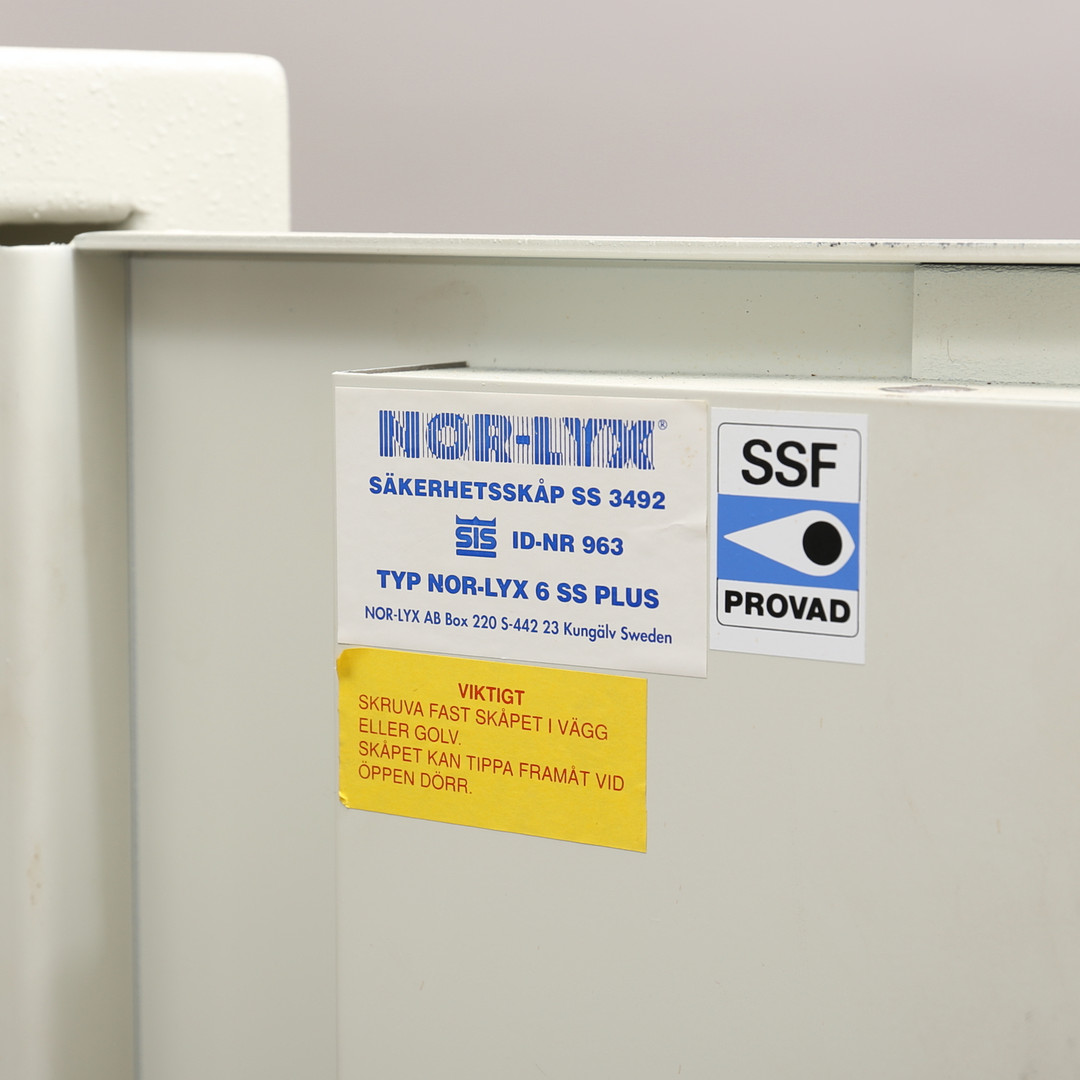 NOR-LYX®
SÄKERHETSSKÅP SS 3492
SIS ID-NR 963
TYP NOR-LYX 6 SS PLUS
NOR-LYX AB Box 220 S-442 23 Kungälv Sweden
SSF
PROVAD
VIKTIGT
SKRUVA FAST SKÅPET I VÄGG
ELLER GOLV.
SKÅPET KAN TIPPA FRAMÅT VID
ÖPPEN DÖRR.